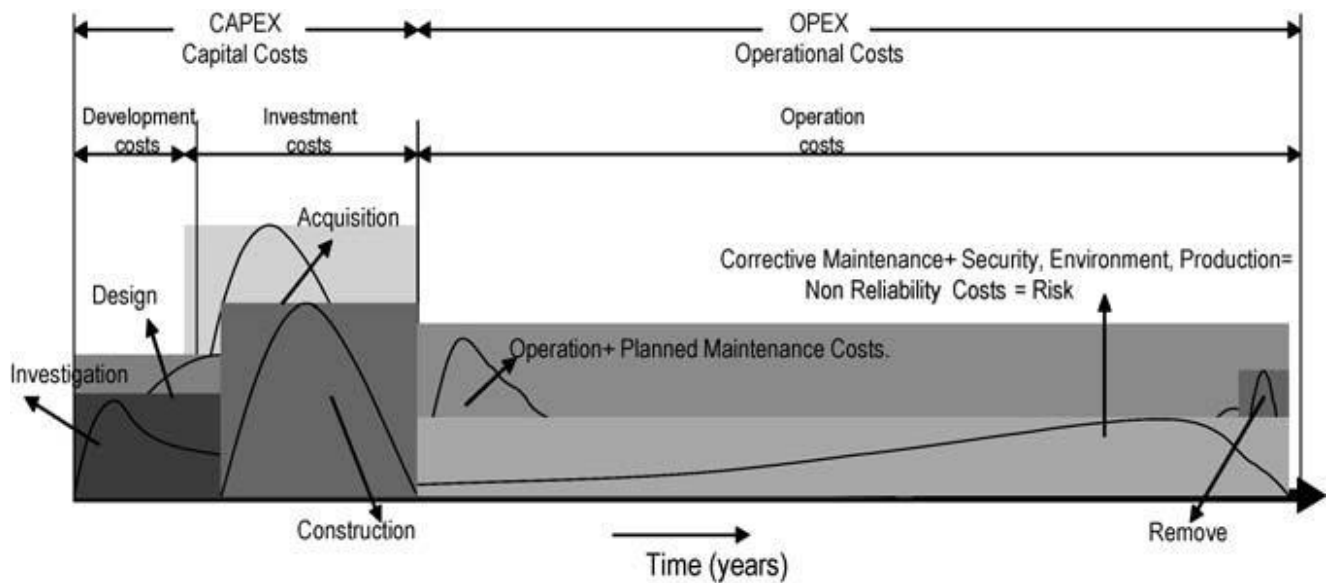 CAPEX
Capital Costs
OPEX
Operational Costs
Development
costs
Investment
costs
Operation
costs
Acquisition
Design
Investigation
Corrective Maintenance+ Security, Environment, Production=
Non Reliability Costs = Risk
Operation+ Planned Maintenance Costs.
Construction
Remove
Time (years)